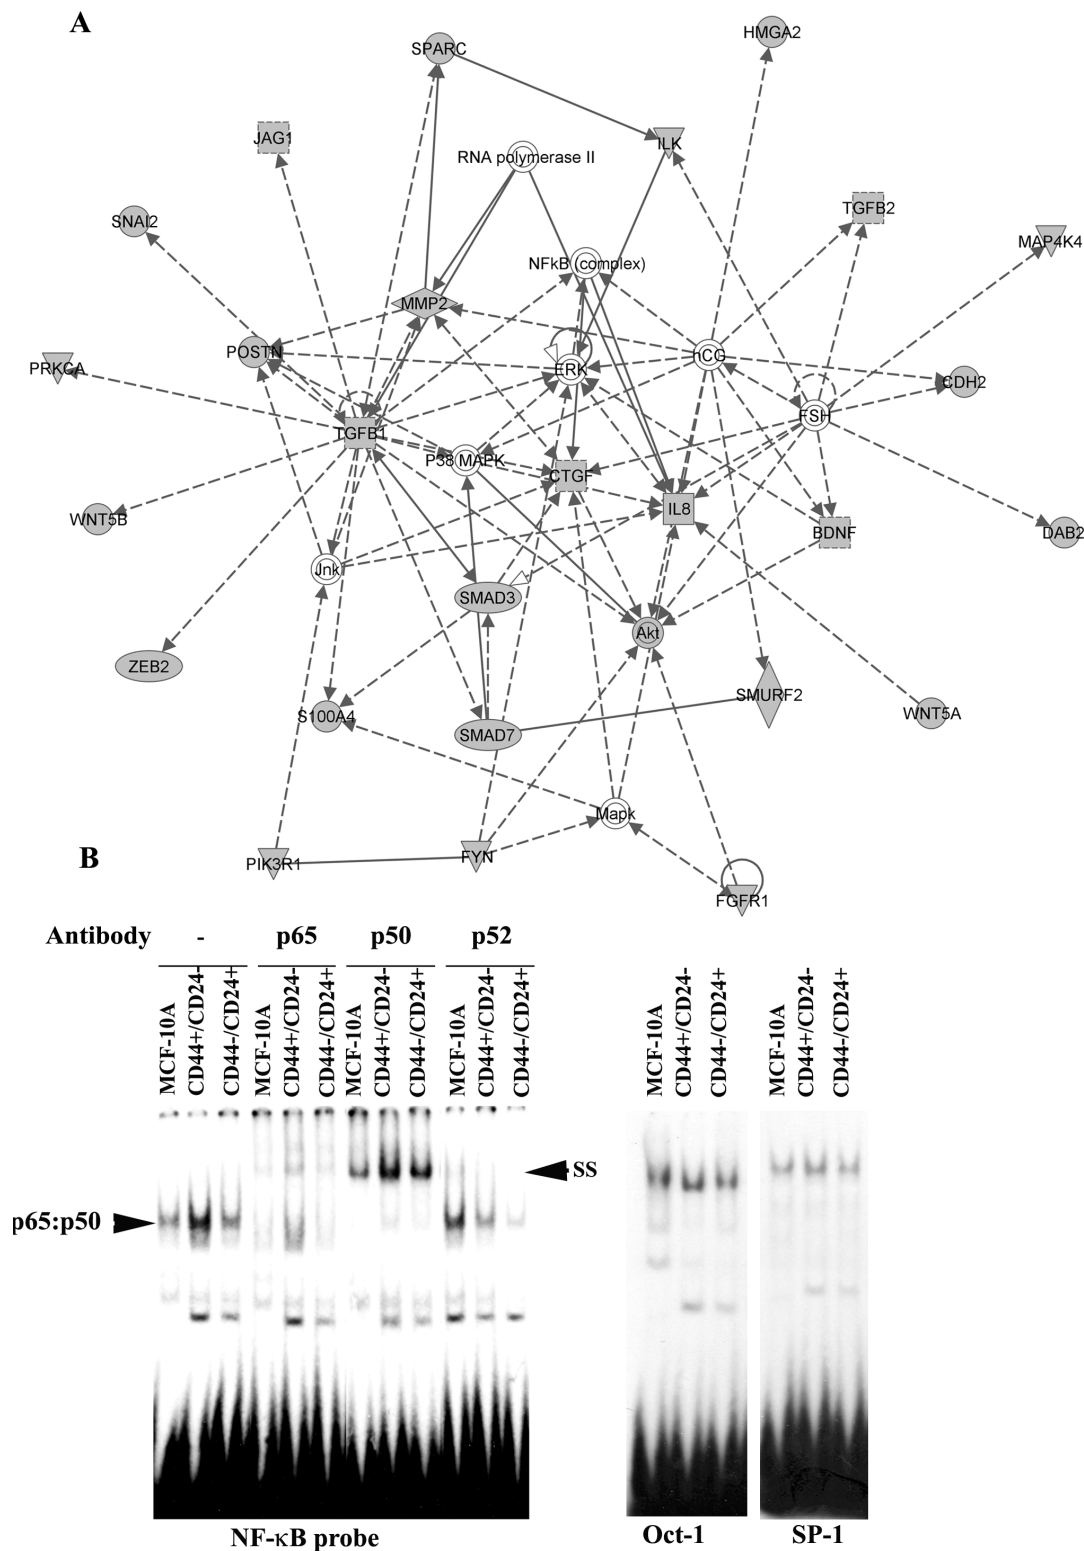 A
SPARC
HMGA2
JAG1
ILK
RNA polymerase II
SNAI2
TGFB2
MAP4K4
NFkB (complex)
MMP2
POSTN
PRKCA
ERK
hCG
CDH2
FSH
TGFB1
P38 MAPK
CTGF
IL8
WNT5B
BDNF
DAB2
Jnk
SMAD3
Akt
ZEB2
SMURF2
S100A4
WNT5A
SMAD7
Mapk
B
PIK3R1
FYN
FGFR1
Antibody - p65 p50 p52
MCF-10A
CD44+/CD24-
CD44-/CD24+
MCF-10A
CD44+/CD24-
CD44-/CD24+
MCF-10A
CD44+/CD24-
CD44-/CD24+
MCF-10A
CD44+/CD24-
CD44-/CD24+
MCF-10A
CD44+/CD24-
CD44-/CD24+
MCF-10A
CD44+/CD24-
CD44-/CD24+
SS
p65:p50
NF-κB probe
Oct-1
SP-1